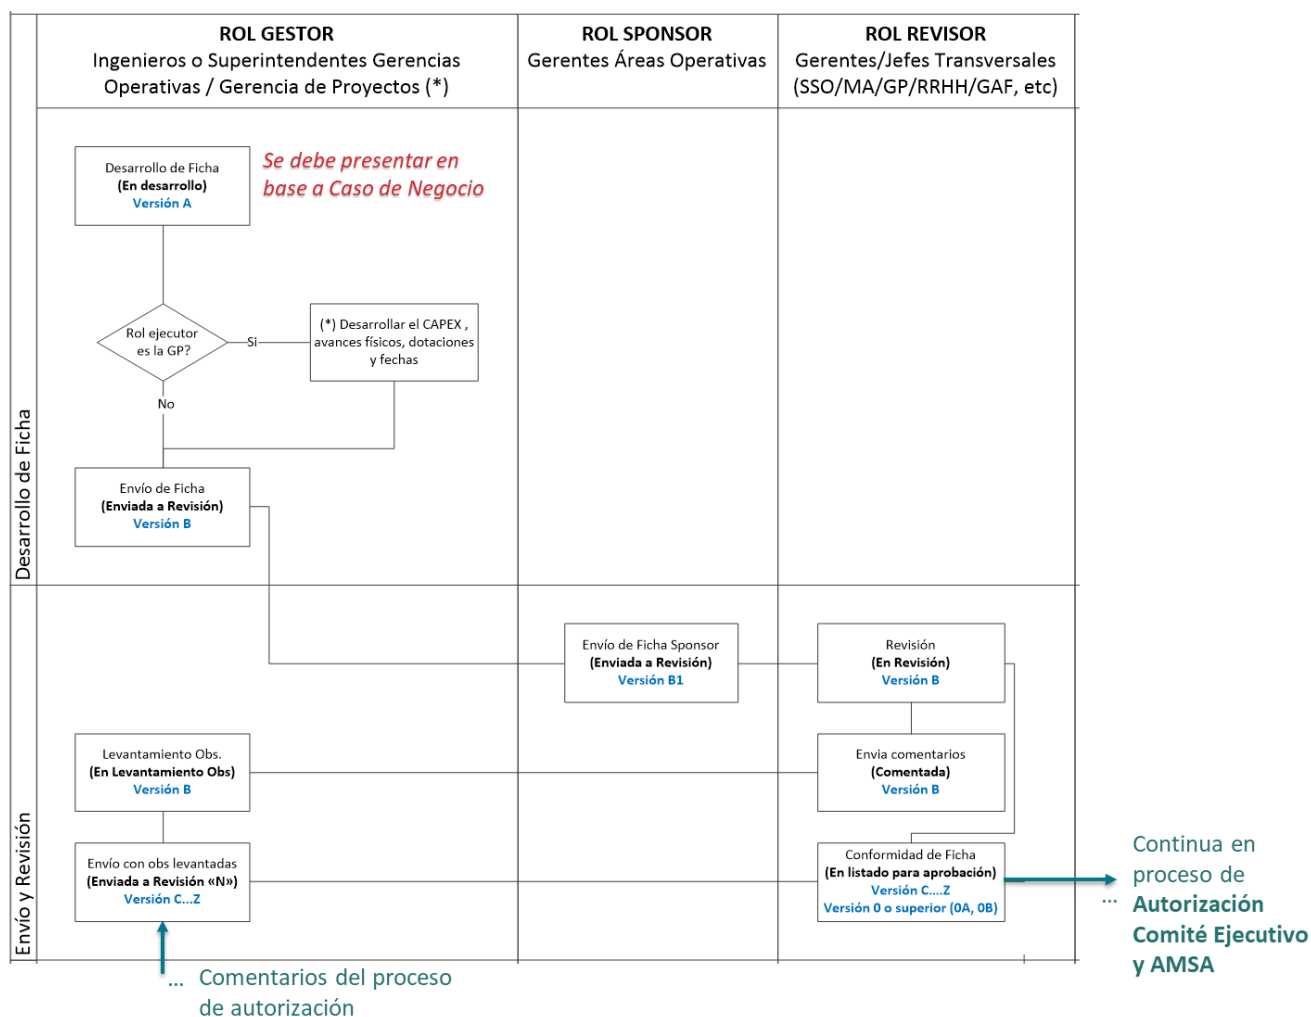 ROL GESTOR
Ingenieros o Superintendentes Gerencias
Operativas / Gerencia de Proyectos (*)
ROL SPONSOR
Gerentes Áreas Operativas
ROL REVISOR
Gerentes/Jefes Transversales
(SSO/MA/GP/RRHH/GAF, etc)
Desarrollo de Ficha
Desarrollo de Ficha
(En desarrollo)
Versión A
Se debe presentar en
base a Caso de Negocio
Rol ejecutor
es la GP?
Si
(*) Desarrollar el CAPEX ,
avances físicos, dotaciones
y fechas
No
Envío de Ficha
(Enviada a Revisión)
Versión B
Envío y Revisión
Envío de Ficha Sponsor
(Enviada a Revisión)
Versión B1
Revisión
(En Revisión)
Versión B
Levantamiento Obs.
(En Levantamiento Obs)
Versión B
Envia comentarios
(Comentada)
Versión B
Envío con obs levantadas
(Enviada a Revisión «N»)
Versión C...Z
Conformidad de Ficha
(En listado para aprobación)
Versión C....Z
Versión 0 o superior (0A, 0B)
Continua en
proceso de
... Autorización
Comité Ejecutivo
y AMSA
... Comentarios del proceso
de autorización